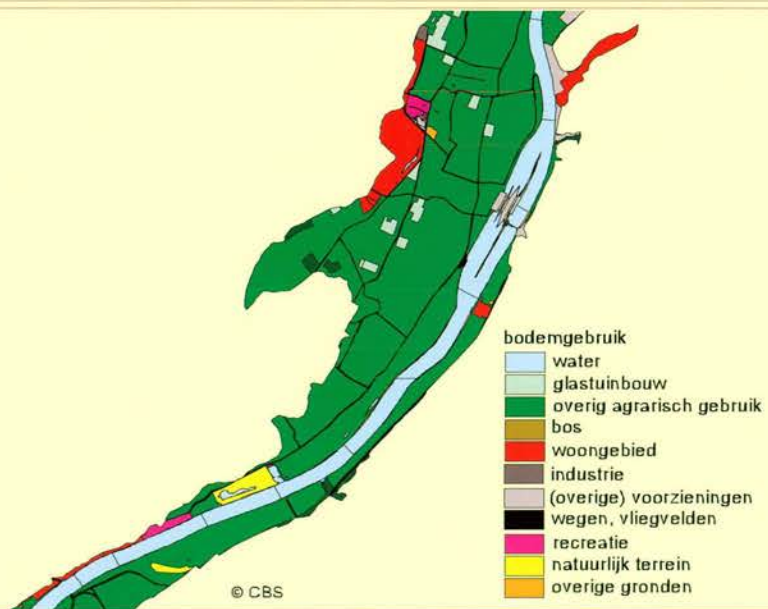 bodemgebruik
water
glastuinbouw
overig agrarisch gebruik
bos
woongebied
industrie
(overige) voorzieningen
wegen, vliegvelden
recreatie
natuurlijk terrein
overige gronden
© CBS